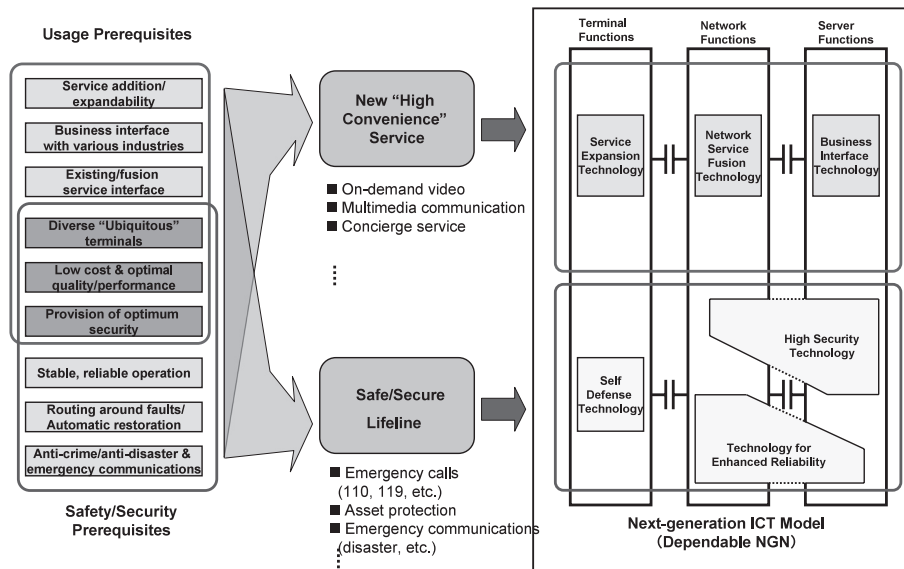 Usage Prerequisites
Service addition/
expandability
Business interface
with various industries
Existing/fusion
service interface
Diverse “Ubiquitous”
terminals
Low cost & optimal
quality/performance
Provision of optimum
security
Stable, reliable operation
Routing around faults/
Automatic restoration
Anti-crime/anti-disaster &
emergency communications
Safety/Security
Prerequisites
New “High
Convenience”
Service
■ On-demand video
■ Multimedia communication
■ Concierge service
Safe/Secure
Lifeline
■ Emergency calls
(110, 119, etc.)
■ Asset protection
■ Emergency communications
(disaster, etc.)
Terminal
Functions
Network
Functions
Server
Functions
Service
Expansion
Technology
Network
Service
Fusion
Technology
Business
Interface
Technology
High Security
Technology
Self
Defense
Technology
Technology for
Enhanced Reliability
Next-generation ICT Model
(Dependable NGN)